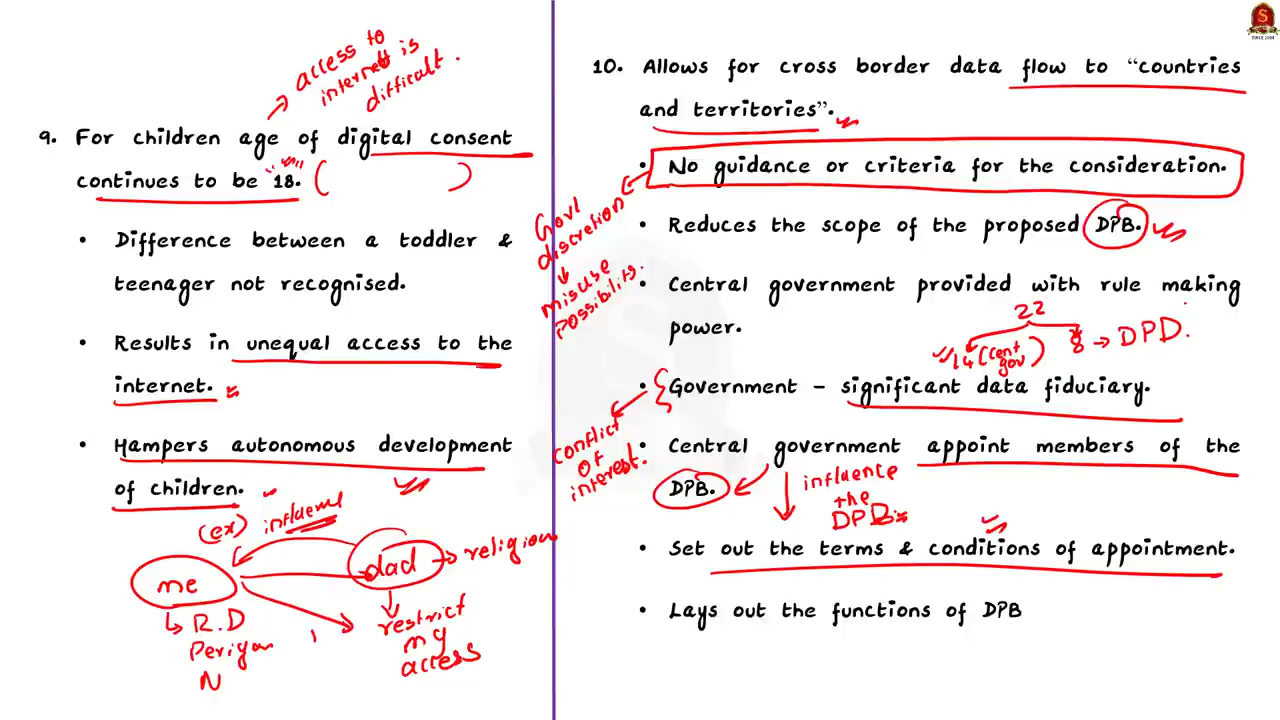 access to
internet is
difficult.
9. For children age of digital consent
continues to be "18".
• Difference between a toddler &
teenager not recognised.
• Results in unequal access to the
internet.
• Hampers autonomous development
of children.
(ex) influence
me
dad → religion
R.D
Periyar
N
restrict
my
access
10. Allows for cross border data flow to “countries
and territories”.
• No guidance or criteria for the consideration.
Govt
discretion
↓
misuse
possibility.
• Reduces the scope of the proposed DPB.
• Central government provided with rule making
power.
22
14 (cent
gov)
8 → DPD.
• Government – significant data fiduciary.
conflict
of
interest.
• Central government appoint members of the
DPB.
influence
the
DPB
• Set out the terms & conditions of appointment.
• Lays out the functions of DPB
S
SINCE 2004